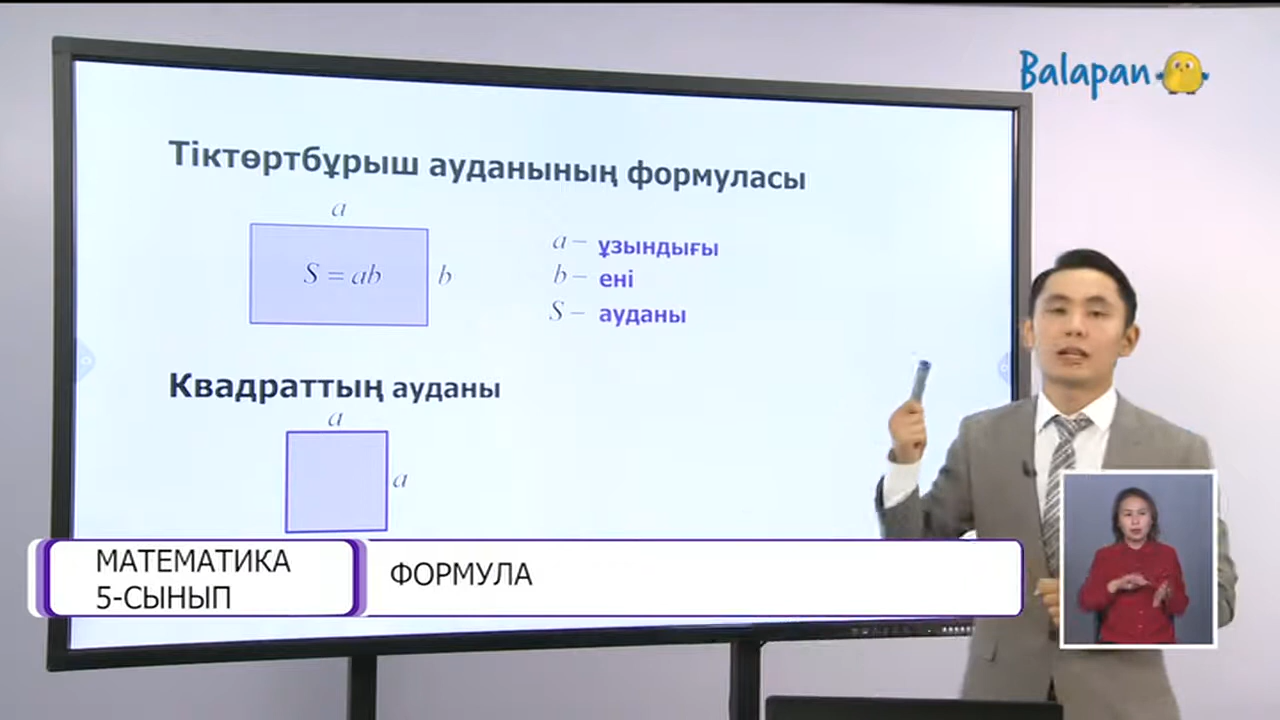 Balapan
Тіктөртбұрыш ауданының формуласы
a
S = ab
b
a – ұзындығы
b – ені
S – ауданы
Квадраттың ауданы
a
a
МАТЕМАТИКА
5-СЫНЫП
ФОРМУЛА